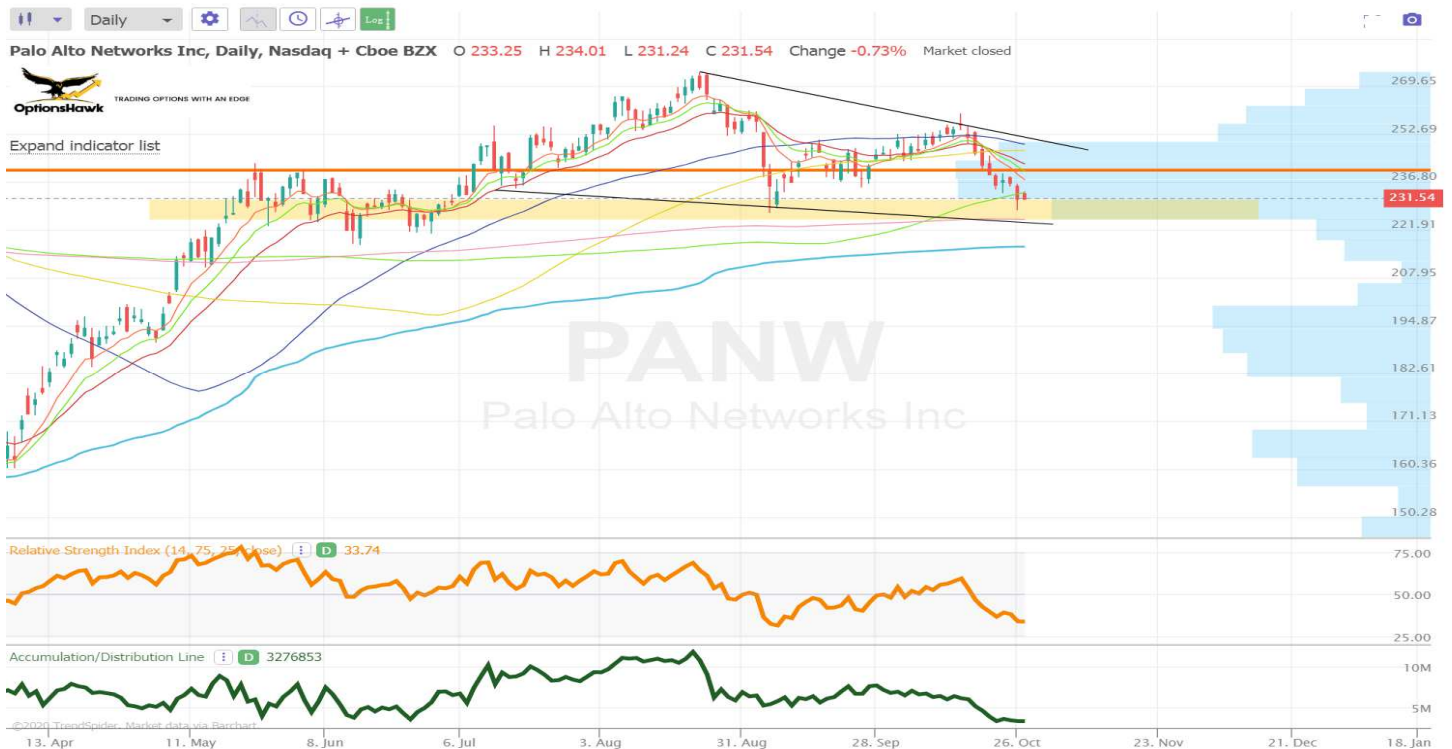 Daily
Log
Palo Alto Networks Inc, Daily, Nasdaq + Cboe BZX O 233.25 H 234.01 L 231.24 C 231.54 Change -0.73% Market closed
OptionsHawk
TRADING OPTIONS WITH AN EDGE
Expand indicator list
269.65
252.69
236.80
231.54
221.91
207.95
194.87
182.61
171.13
160.36
150.28
PANW
Palo Alto Networks Inc
Relative Strength Index (14, 75, 25, close) D 33.74
75.00
50.00
25.00
Accumulation/Distribution Line D 3276853
10M
5M
©2020 TrendSpider. Market data via Barchart
13. Apr 11. May 8. Jun 6. Jul 3. Aug 31. Aug 28. Sep 26. Oct 23. Nov 21. Dec 18. Jan